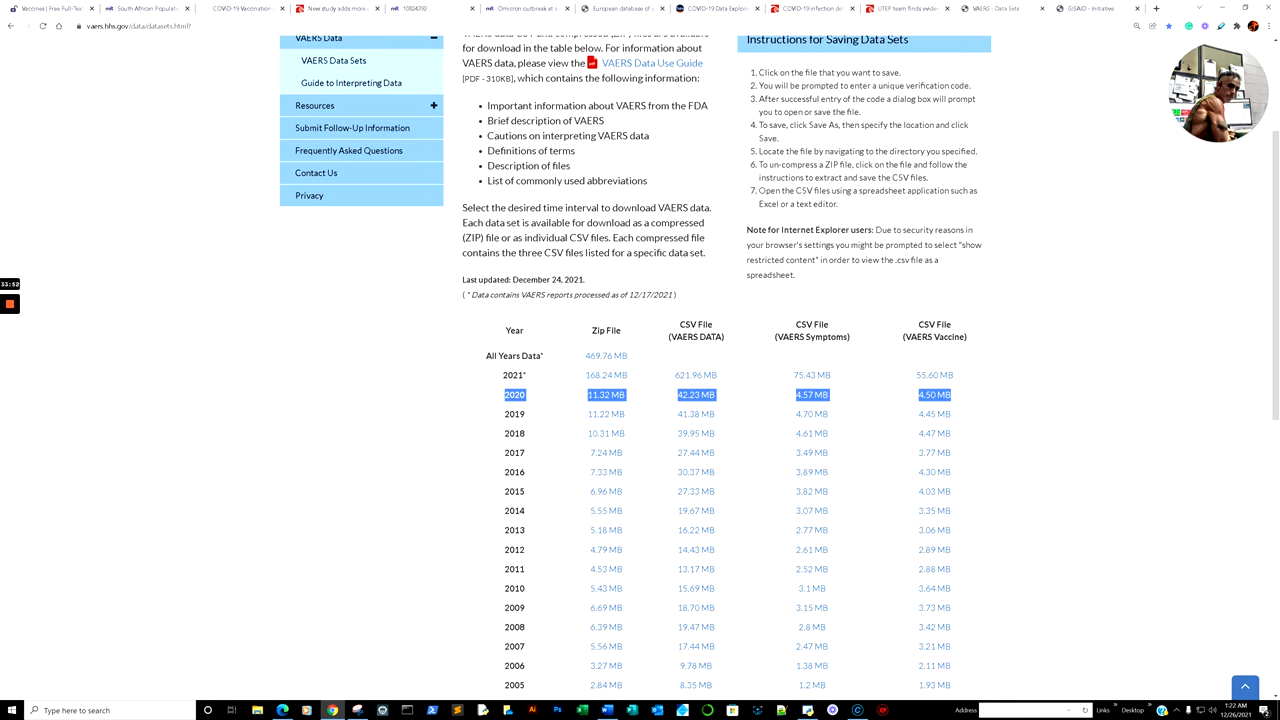 Vaccines | Free Full-Text
South African Populati
COVID-19 Vaccination
New study adds more
10824392
Omicron outbreak at
European database of s
COVID-19 Data Explore
COVID-19 infection de
UTEF team finds evide
VAERS - Data Sets
GISAID - Initiative
vaers.hhs.gov/data/datasets.html?
VAERS Data
VAERS Data Sets
Guide to Interpreting Data
Resources
Submit Follow-Up Information
Frequently Asked Questions
Contact Us
Privacy
VAERS data CSV and compressed (ZIP) files are available
for download in the table below. For information about
VAERS data, please view the VAERS Data Use Guide
[PDF - 310KB], which contains the following information:
• Important information about VAERS from the FDA
• Brief description of VAERS
• Cautions on interpreting VAERS data
• Definitions of terms
• Description of files
• List of commonly used abbreviations
Select the desired time interval to download VAERS data.
Each data set is available for download as a compressed
(ZIP) file or as individual CSV files. Each compressed file
contains the three CSV files listed for a specific data set.
Last updated: December 24, 2021.
( * Data contains VAERS reports processed as of 12/17/2021 )
Instructions for Saving Data Sets
1. Click on the file that you want to save.
2. You will be prompted to enter a unique verification code.
3. After successful entry of the code a dialog box will prompt
you to open or save the file.
4. To save, click Save As, then specify the location and click
Save.
5. Locate the file by navigating to the directory you specified.
6. To un-compress a ZIP file, click on the file and follow the
instructions to extract and save the CSV files.
7. Open the CSV files using a spreadsheet application such as
Excel or a text editor.
Note for Internet Explorer users: Due to security reasons in
your browser's settings you might be prompted to select "show
restricted content" in order to view the .csv file as a
spreadsheet.
33:52
Year Zip File CSV File (VAERS DATA) CSV File (VAERS Symptoms) CSV File (VAERS Vaccine)
All Years Data* 469.76 MB
2021* 168.24 MB 621.96 MB 75.43 MB 55.60 MB
2020 11.32 MB 42.23 MB 4.57 MB 4.50 MB
2019 11.22 MB 41.38 MB 4.70 MB 4.45 MB
2018 10.31 MB 39.95 MB 4.61 MB 4.47 MB
2017 7.24 MB 27.44 MB 3.49 MB 3.77 MB
2016 7.33 MB 30.37 MB 3.89 MB 4.30 MB
2015 6.96 MB 27.33 MB 3.82 MB 4.03 MB
2014 5.55 MB 19.67 MB 3.07 MB 3.35 MB
2013 5.18 MB 16.22 MB 2.77 MB 3.06 MB
2012 4.79 MB 14.43 MB 2.61 MB 2.89 MB
2011 4.53 MB 13.17 MB 2.52 MB 2.88 MB
2010 5.43 MB 15.69 MB 3.1 MB 3.64 MB
2009 6.69 MB 18.70 MB 3.15 MB 3.73 MB
2008 6.39 MB 19.47 MB 2.8 MB 3.42 MB
2007 5.56 MB 17.44 MB 2.47 MB 3.21 MB
2006 3.27 MB 9.78 MB 1.38 MB 2.11 MB
2005 2.84 MB 8.35 MB 1.2 MB 1.93 MB
Type here to search
Address
Links
Desktop
1:22 AM
12/26/2021